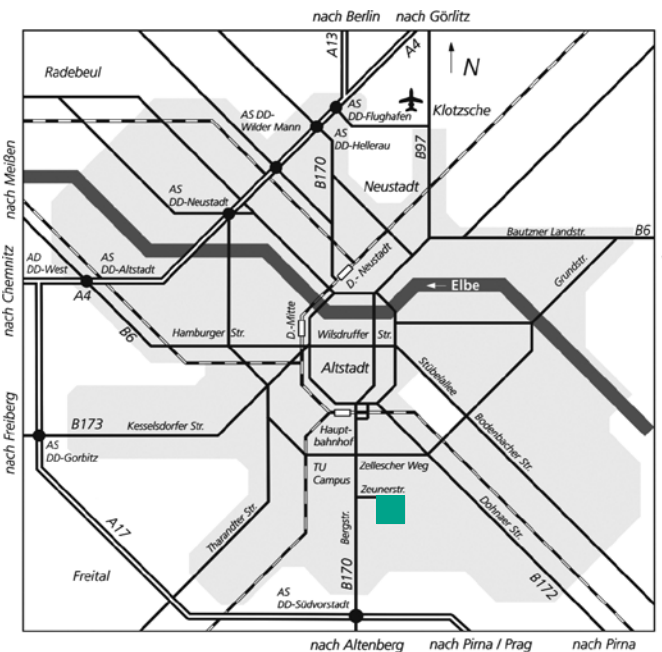 nach Berlin
nach Görlitz
A13
A4
N
Radebeul
AS
DD-Flughafen
Klotzsche
AS DD-
Wilder Mann
AS
DD-Hellerau
B97
B170
nach Meißen
Neustadt
AS
DD-Neustadt
Bautzner Landstr.
B6
AD
DD-West
AS
DD-Altstadt
D.- Neustadt
Grundstr.
nach Chemnitz
A4
Elbe
B6
Hamburger Str.
D.-Mitte
Wilsdruffer Str.
Altstadt
Stübelallee
nach Freiberg
B173
Kesselsdorfer Str.
Haupt-
bahnhof
Bodenbacher Str.
AS
DD-Gorbitz
TU
Campus
Zellescher Weg
Zeunerstr.
A17
Tharandter Str.
Bergstr.
Dohnaer Str.
Freital
B170
B172
AS
DD-Südvorstadt
nach Altenberg
nach Pirna / Prag
nach Pirna